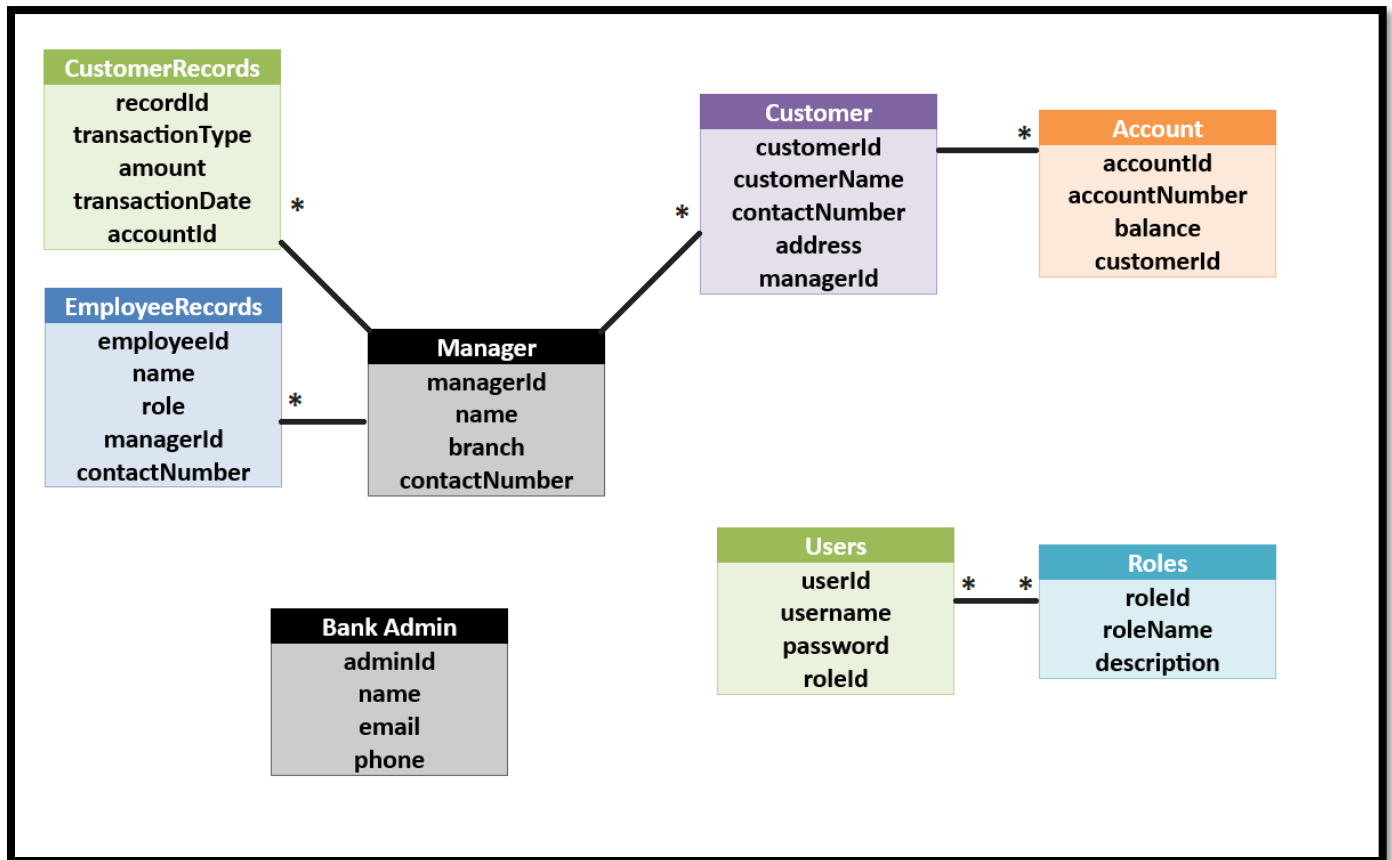 CustomerRecords
recordId
transactionType
amount
transactionDate
accountId
*
EmployeeRecords
employeeId
name
role
managerId
contactNumber
*
Manager
managerId
name
branch
contactNumber
*
Customer
customerId
customerName
contactNumber
address
managerId
*
Account
accountId
accountNumber
balance
customerId
Bank Admin
adminId
name
email
phone
Users
userId
username
password
roleId
* *
Roles
roleId
roleName
description